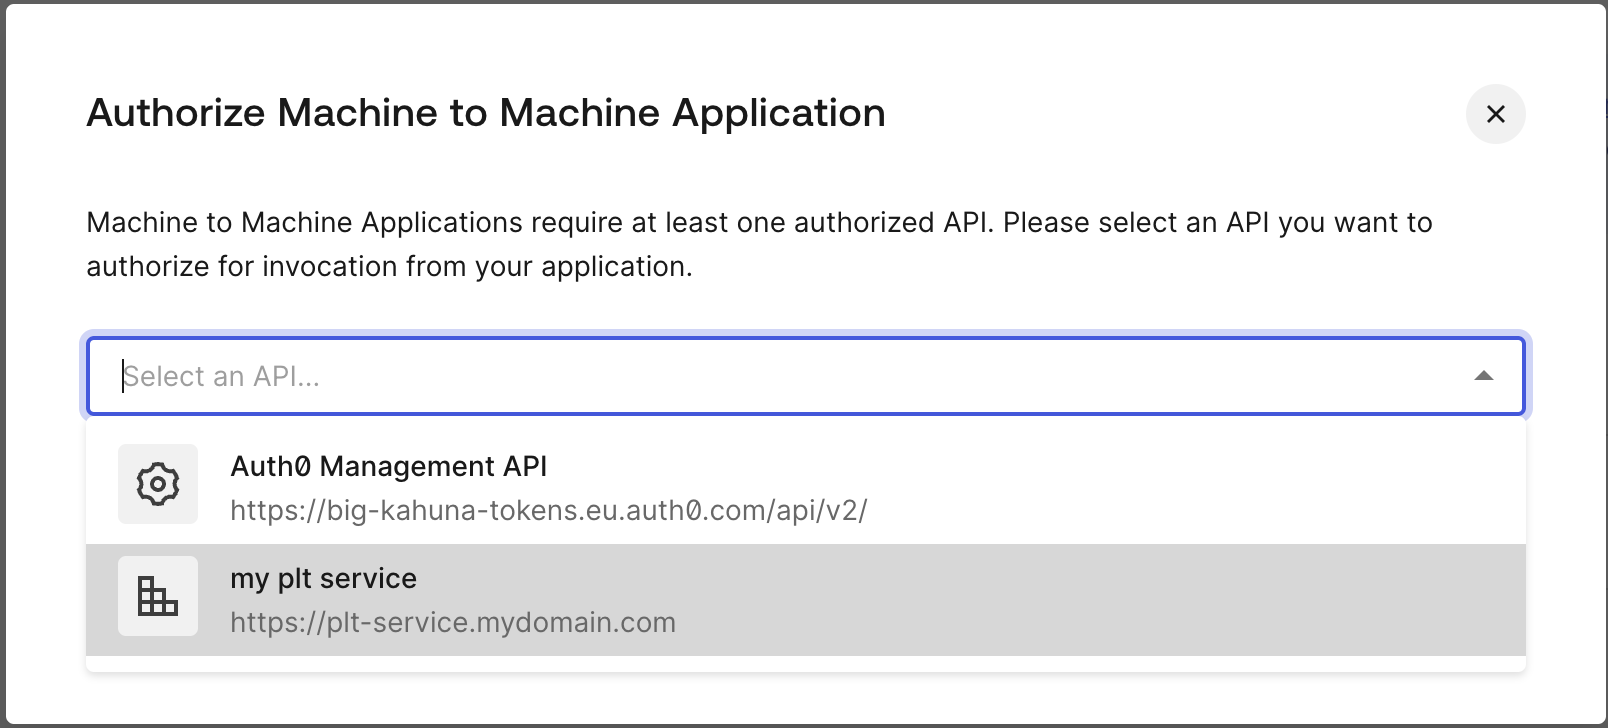 Authorize Machine to Machine Application
Machine to Machine Applications require at least one authorized API. Please select an API you want to
authorize for invocation from your application.
Select an API...
Auth0 Management API
https://big-kahuna-tokens.eu.auth0.com/api/v2/
my plt service
https://plt-service.mydomain.com